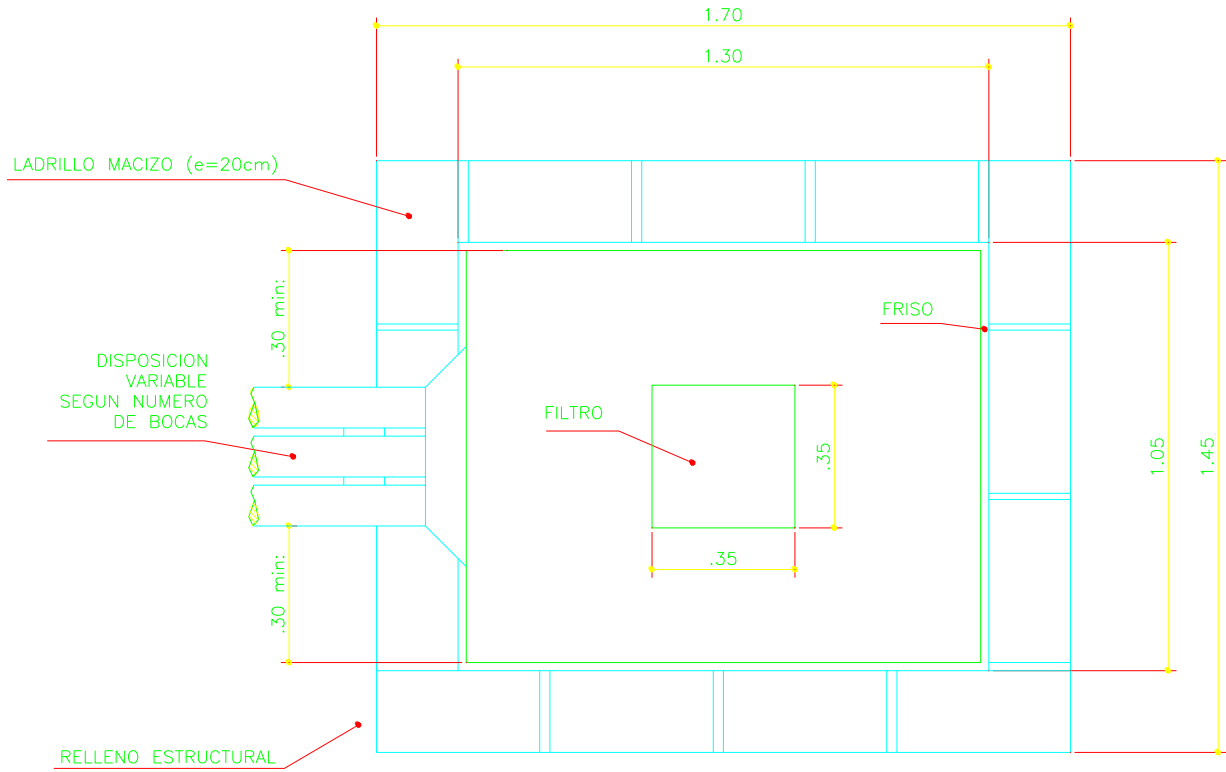 1.70
1.30
LADRILLO MACIZO (e=20cm)
.30 min:
FRISO
DISPOSICION
VARIABLE
SEGUN NUMERO
DE BOCAS
FILTRO
.35
1.05
1.45
.35
.30 min:
RELLENO ESTRUCTURAL